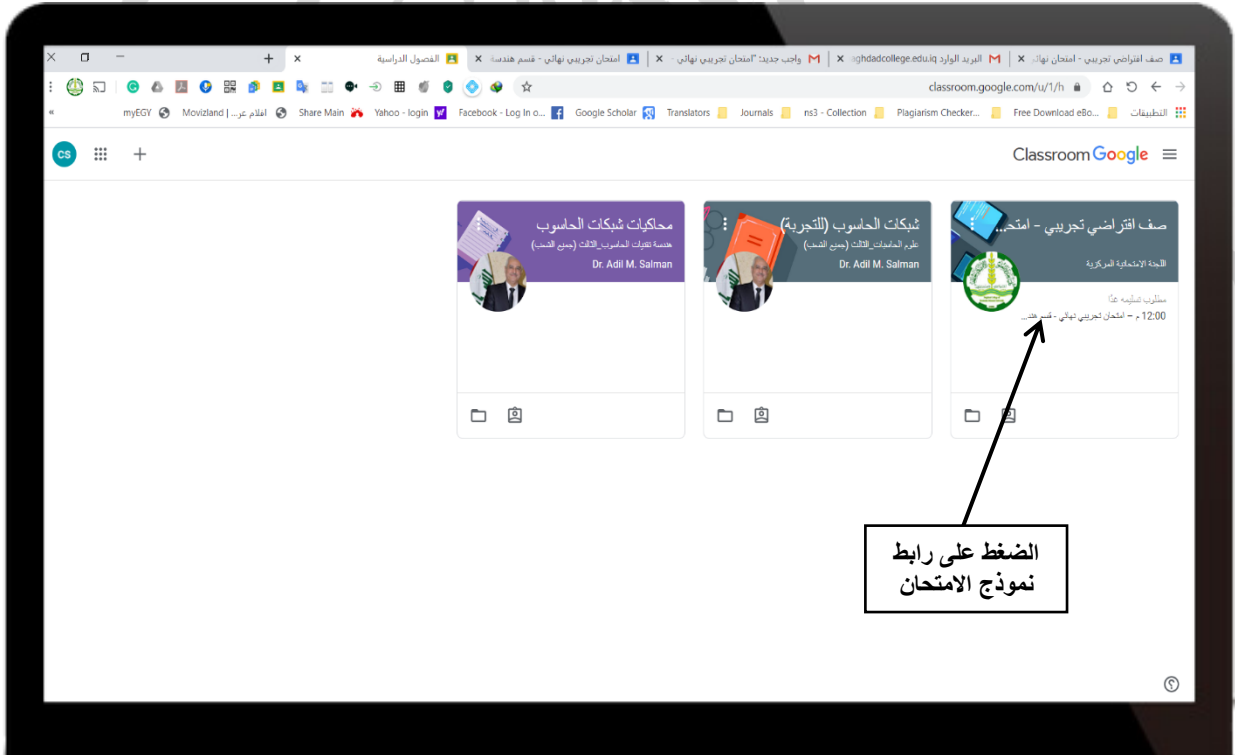 صف افتراضي تجريبي - امتحان نهائي
البريد الوارد ghdadcollege.edu.iq
واجب جديد: "امتحان تجريبي نهائي -
امتحان تجريبي نهائي - قسم هندسة
الفصول الدراسية
classroom.google.com/u/1/h
التطبيقات
Free Download eBo...
Plagiarism Checker...
ns3 - Collection
Journals
Translators
Google Scholar
Facebook - Log In o...
Yahoo - login
Share Main
افلام عر... | Movizland
myEGY
Google Classroom
CS
صف افتراضي تجريبي - امتحـ...
اللجنة الامتحانية المركزية
مطلوب تسليمه غدًا
12:00 م – امتحان تجريبي نهائي - قسم هند...
شبكات الحاسوب (للتجربة)
علوم الحاسبات_الثالث (جميع الشعب)
Dr. Adil M. Salman
محاكيات شبكات الحاسوب
هندسة تقنيات الحاسوب_الثالث (جميع الشعب)
Dr. Adil M. Salman
الضغط على رابط
نموذج الامتحان